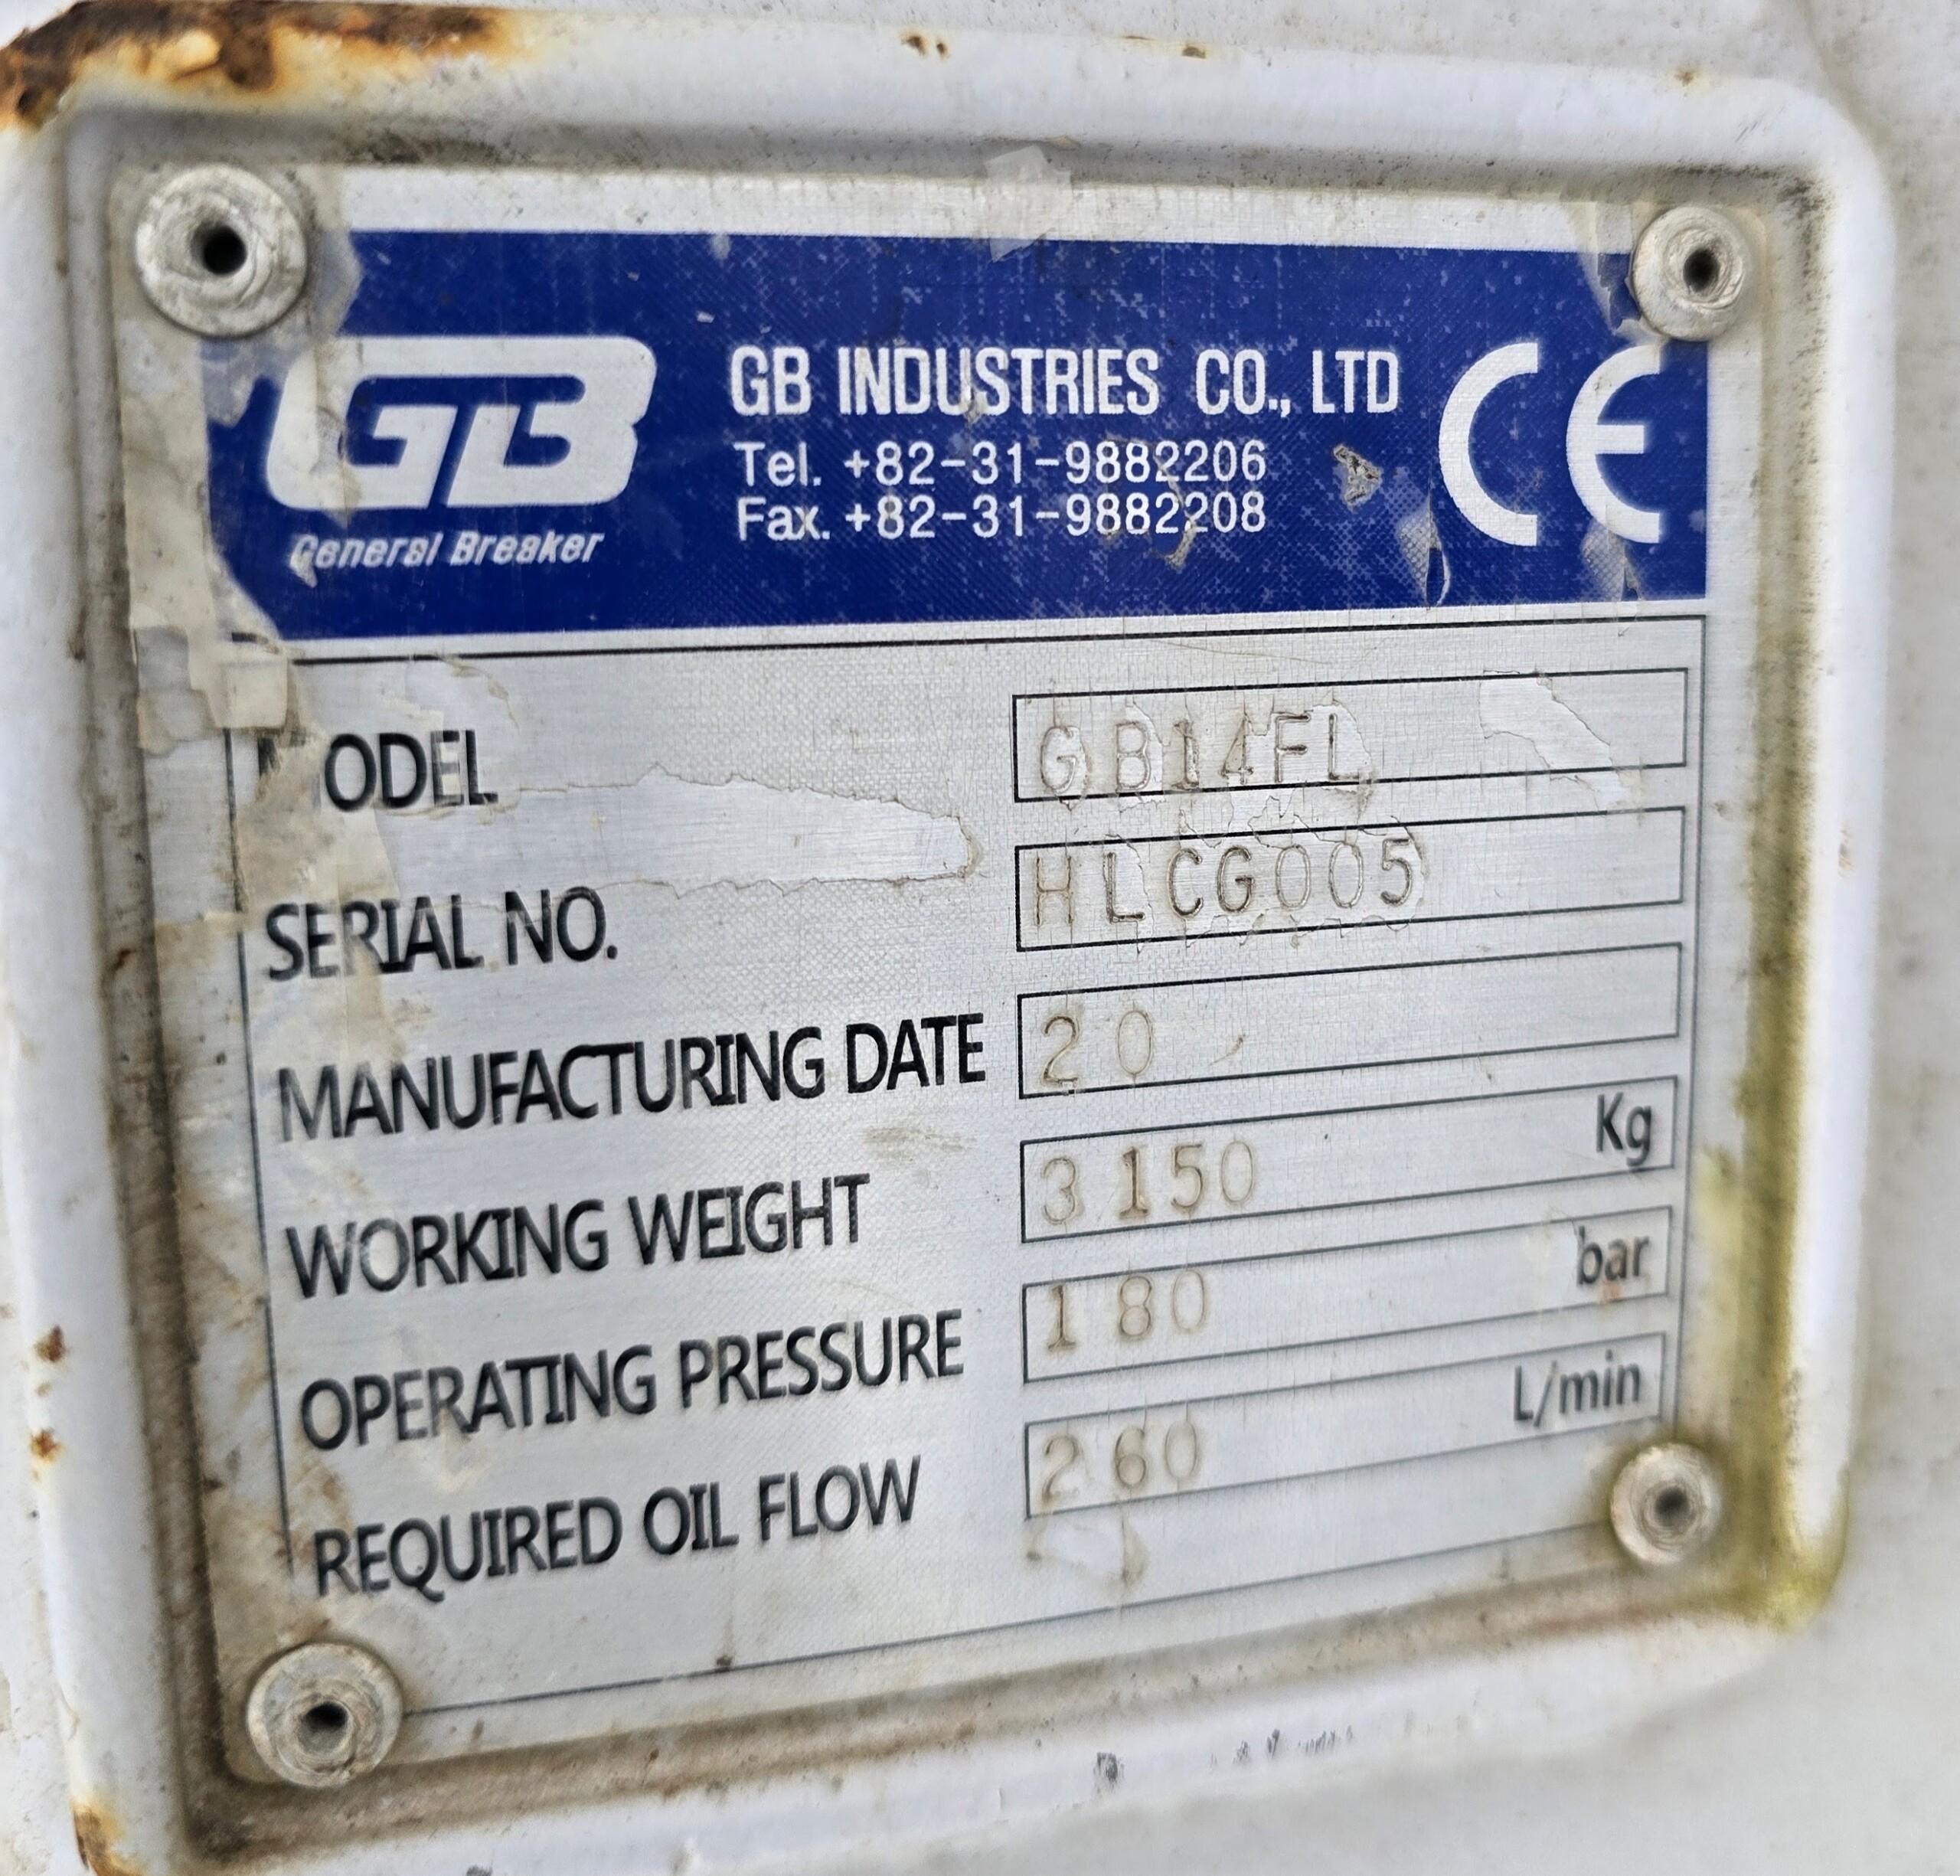 GB
General Breaker
GB INDUSTRIES CO., LTD
Tel. +82-31-9882206
Fax. +82-31-9882208
CE
MODEL GB14FL
SERIAL NO. HLCG005
MANUFACTURING DATE 20
WORKING WEIGHT 3150 Kg
OPERATING PRESSURE 180 bar
REQUIRED OIL FLOW 260 L/min